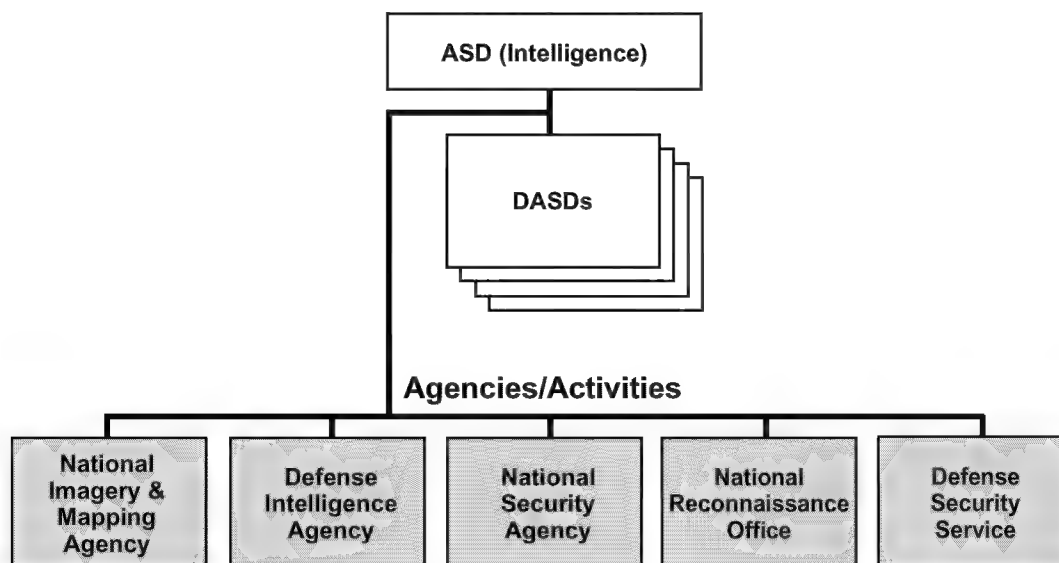 ASD (Intelligence)
DASDs
Agencies/Activities
National
Imagery &
Mapping
Agency
Defense
Intelligence
Agency
National
Security
Agency
National
Reconnaissance
Office
Defense
Security
Service